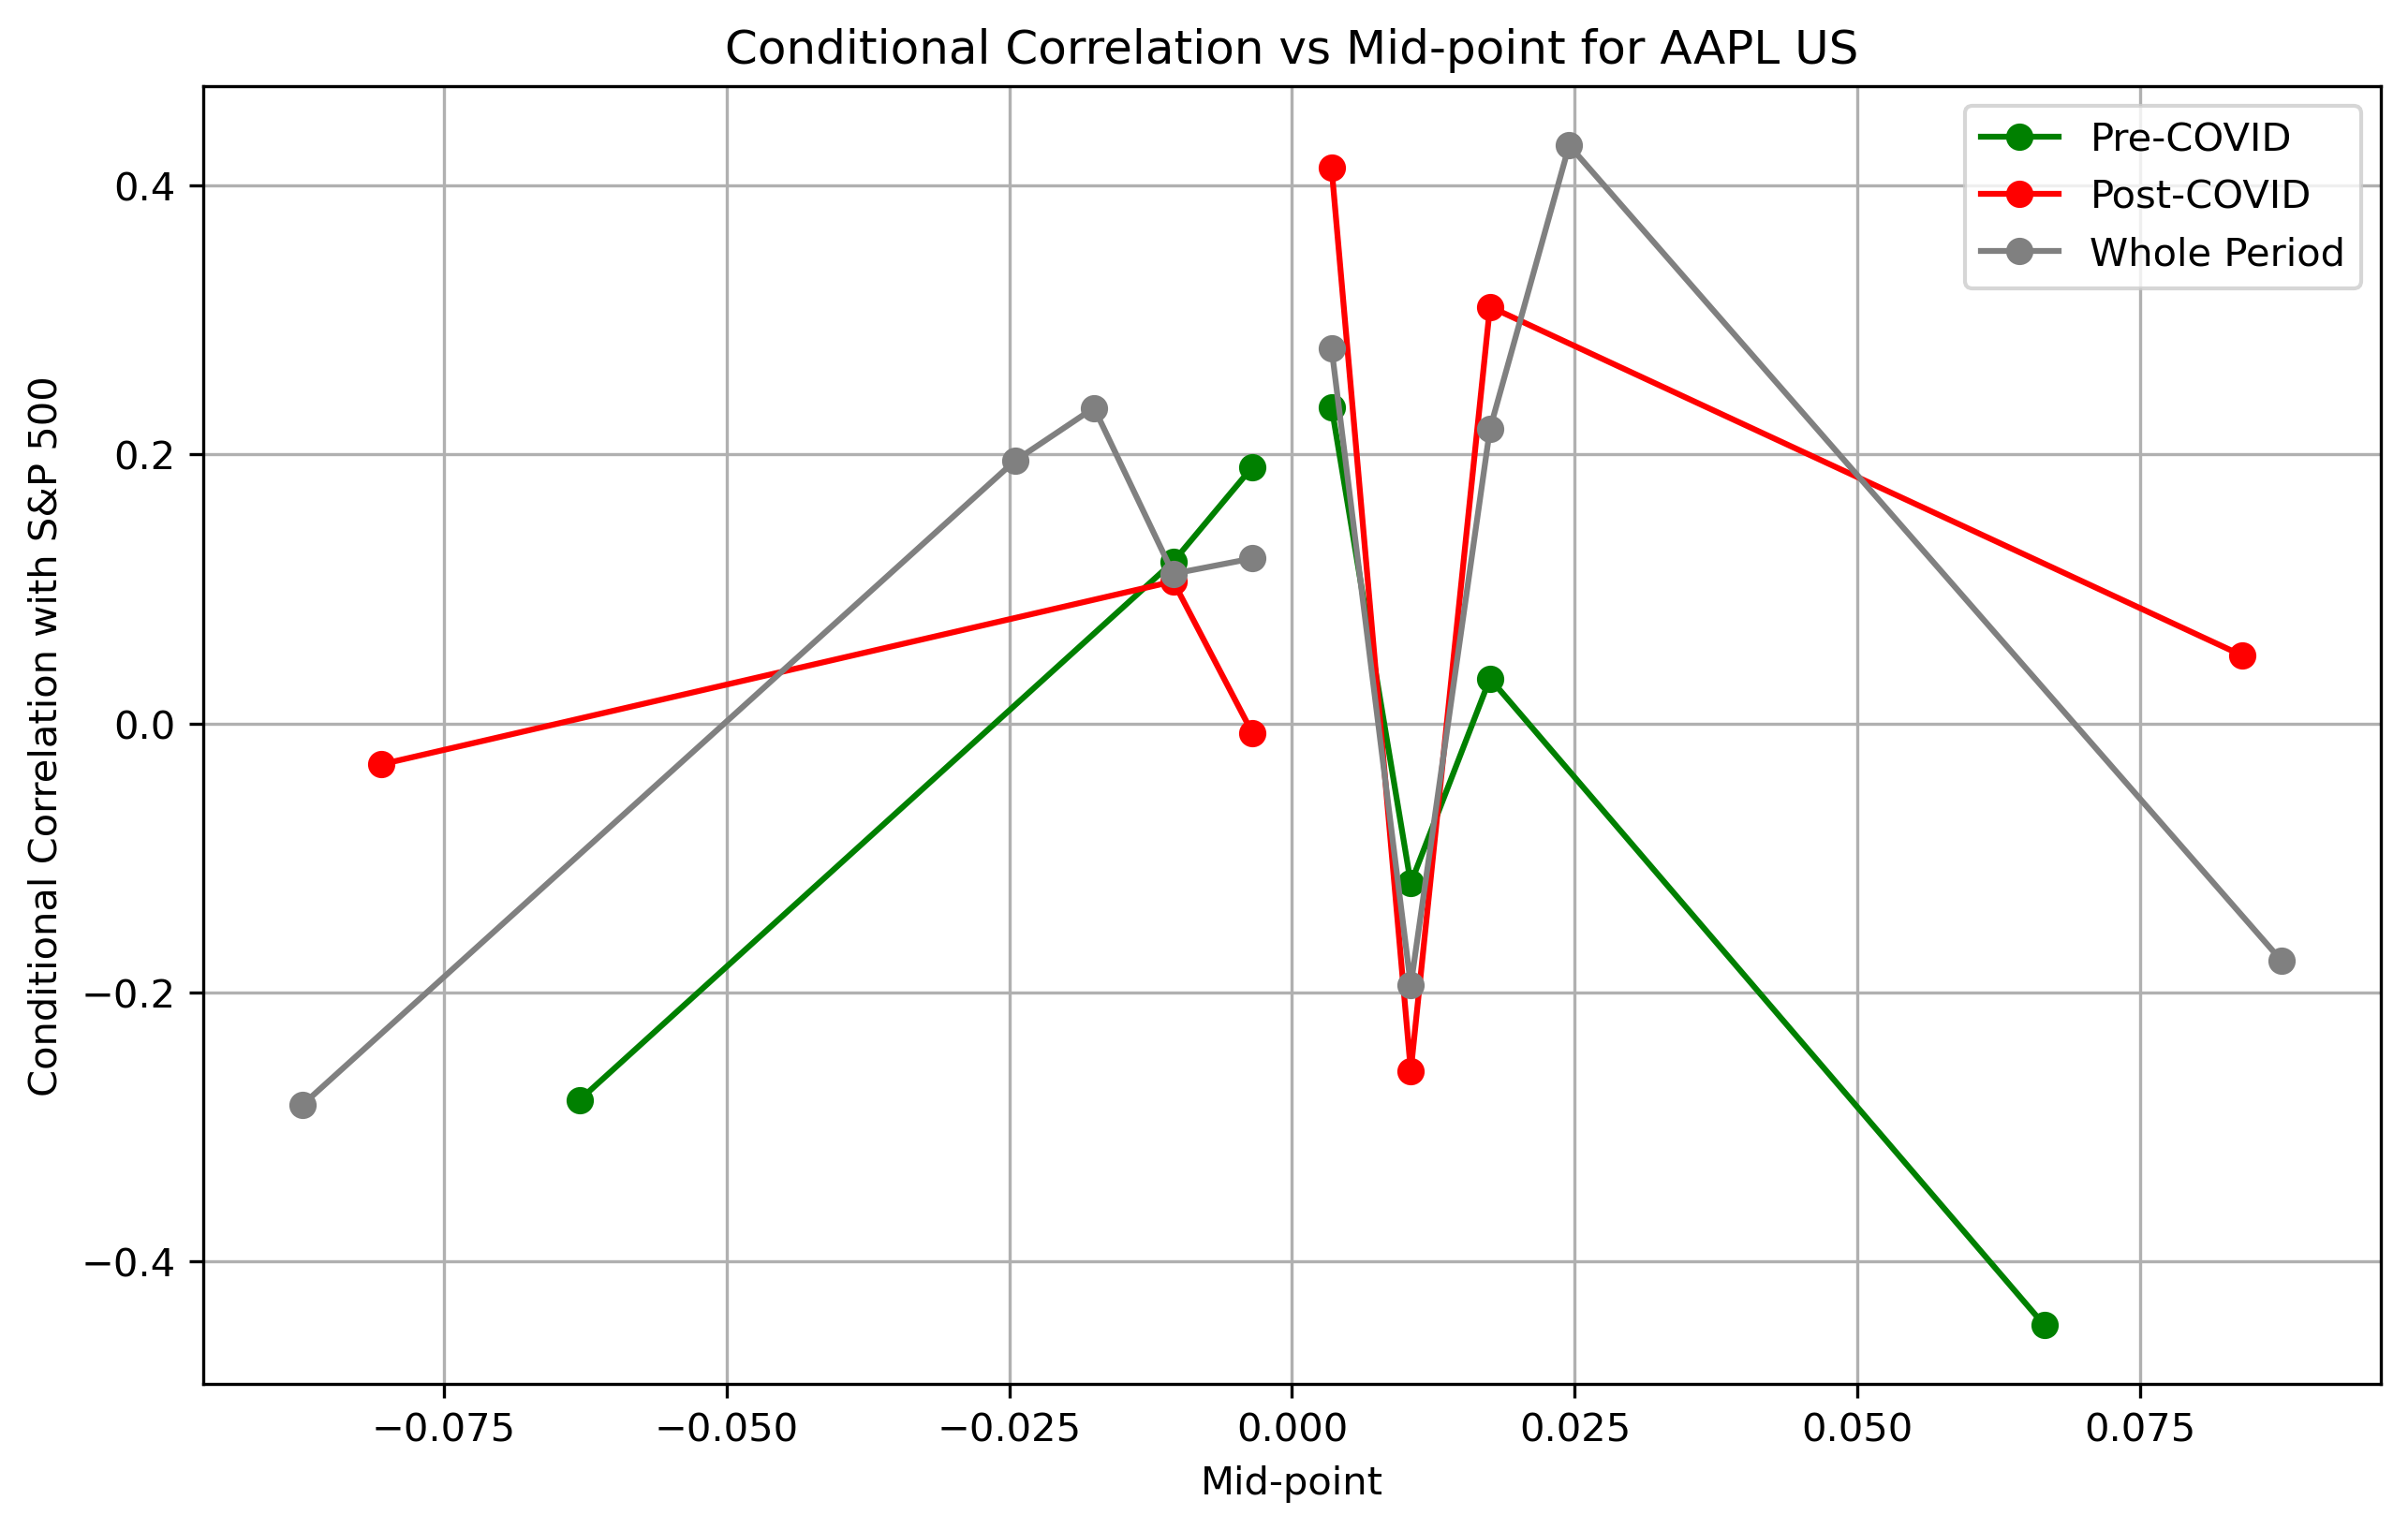 Conditional Correlation vs Mid-point for AAPL US
Pre-COVID
Post-COVID
Whole Period
Conditional Correlation with S&P 500
0.4
0.2
0.0
−0.2
−0.4
−0.075
−0.050
−0.025
0.000
0.025
0.050
0.075
Mid-point